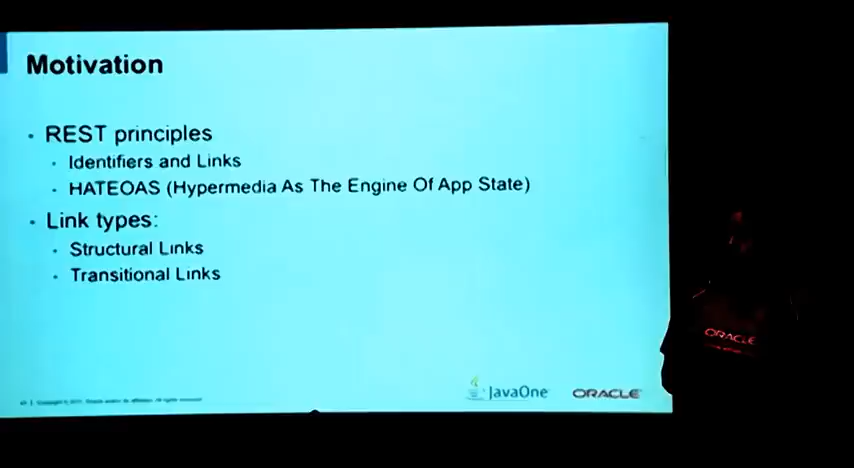 Motivation
• REST principles
• Identifiers and Links
• HATEOAS (Hypermedia As The Engine Of App State)
• Link types:
• Structural Links
• Transitional Links
JavaOne
ORACLE
ORACLE